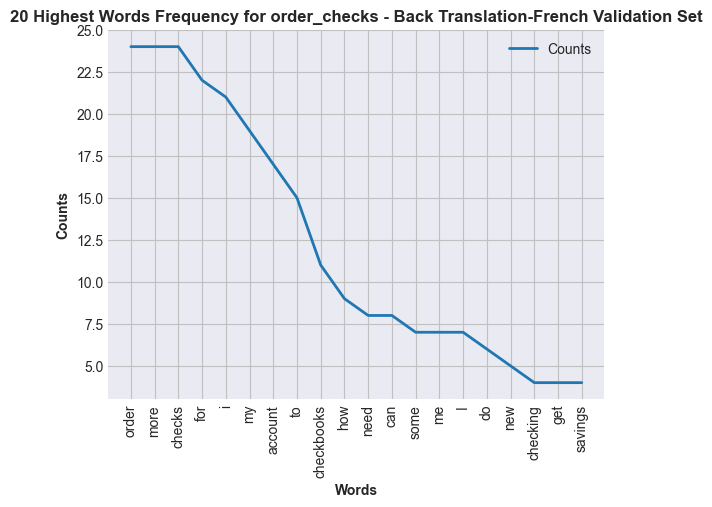 20 Highest Words Frequency for order_checks - Back Translation-French Validation Set
Counts
25.0
22.5
20.0
17.5
15.0
12.5
10.0
7.5
5.0
Counts
order
more
checks
for
i
my
account
to
checkbooks
how
need
can
some
me
I
do
new
checking
get
savings
Words